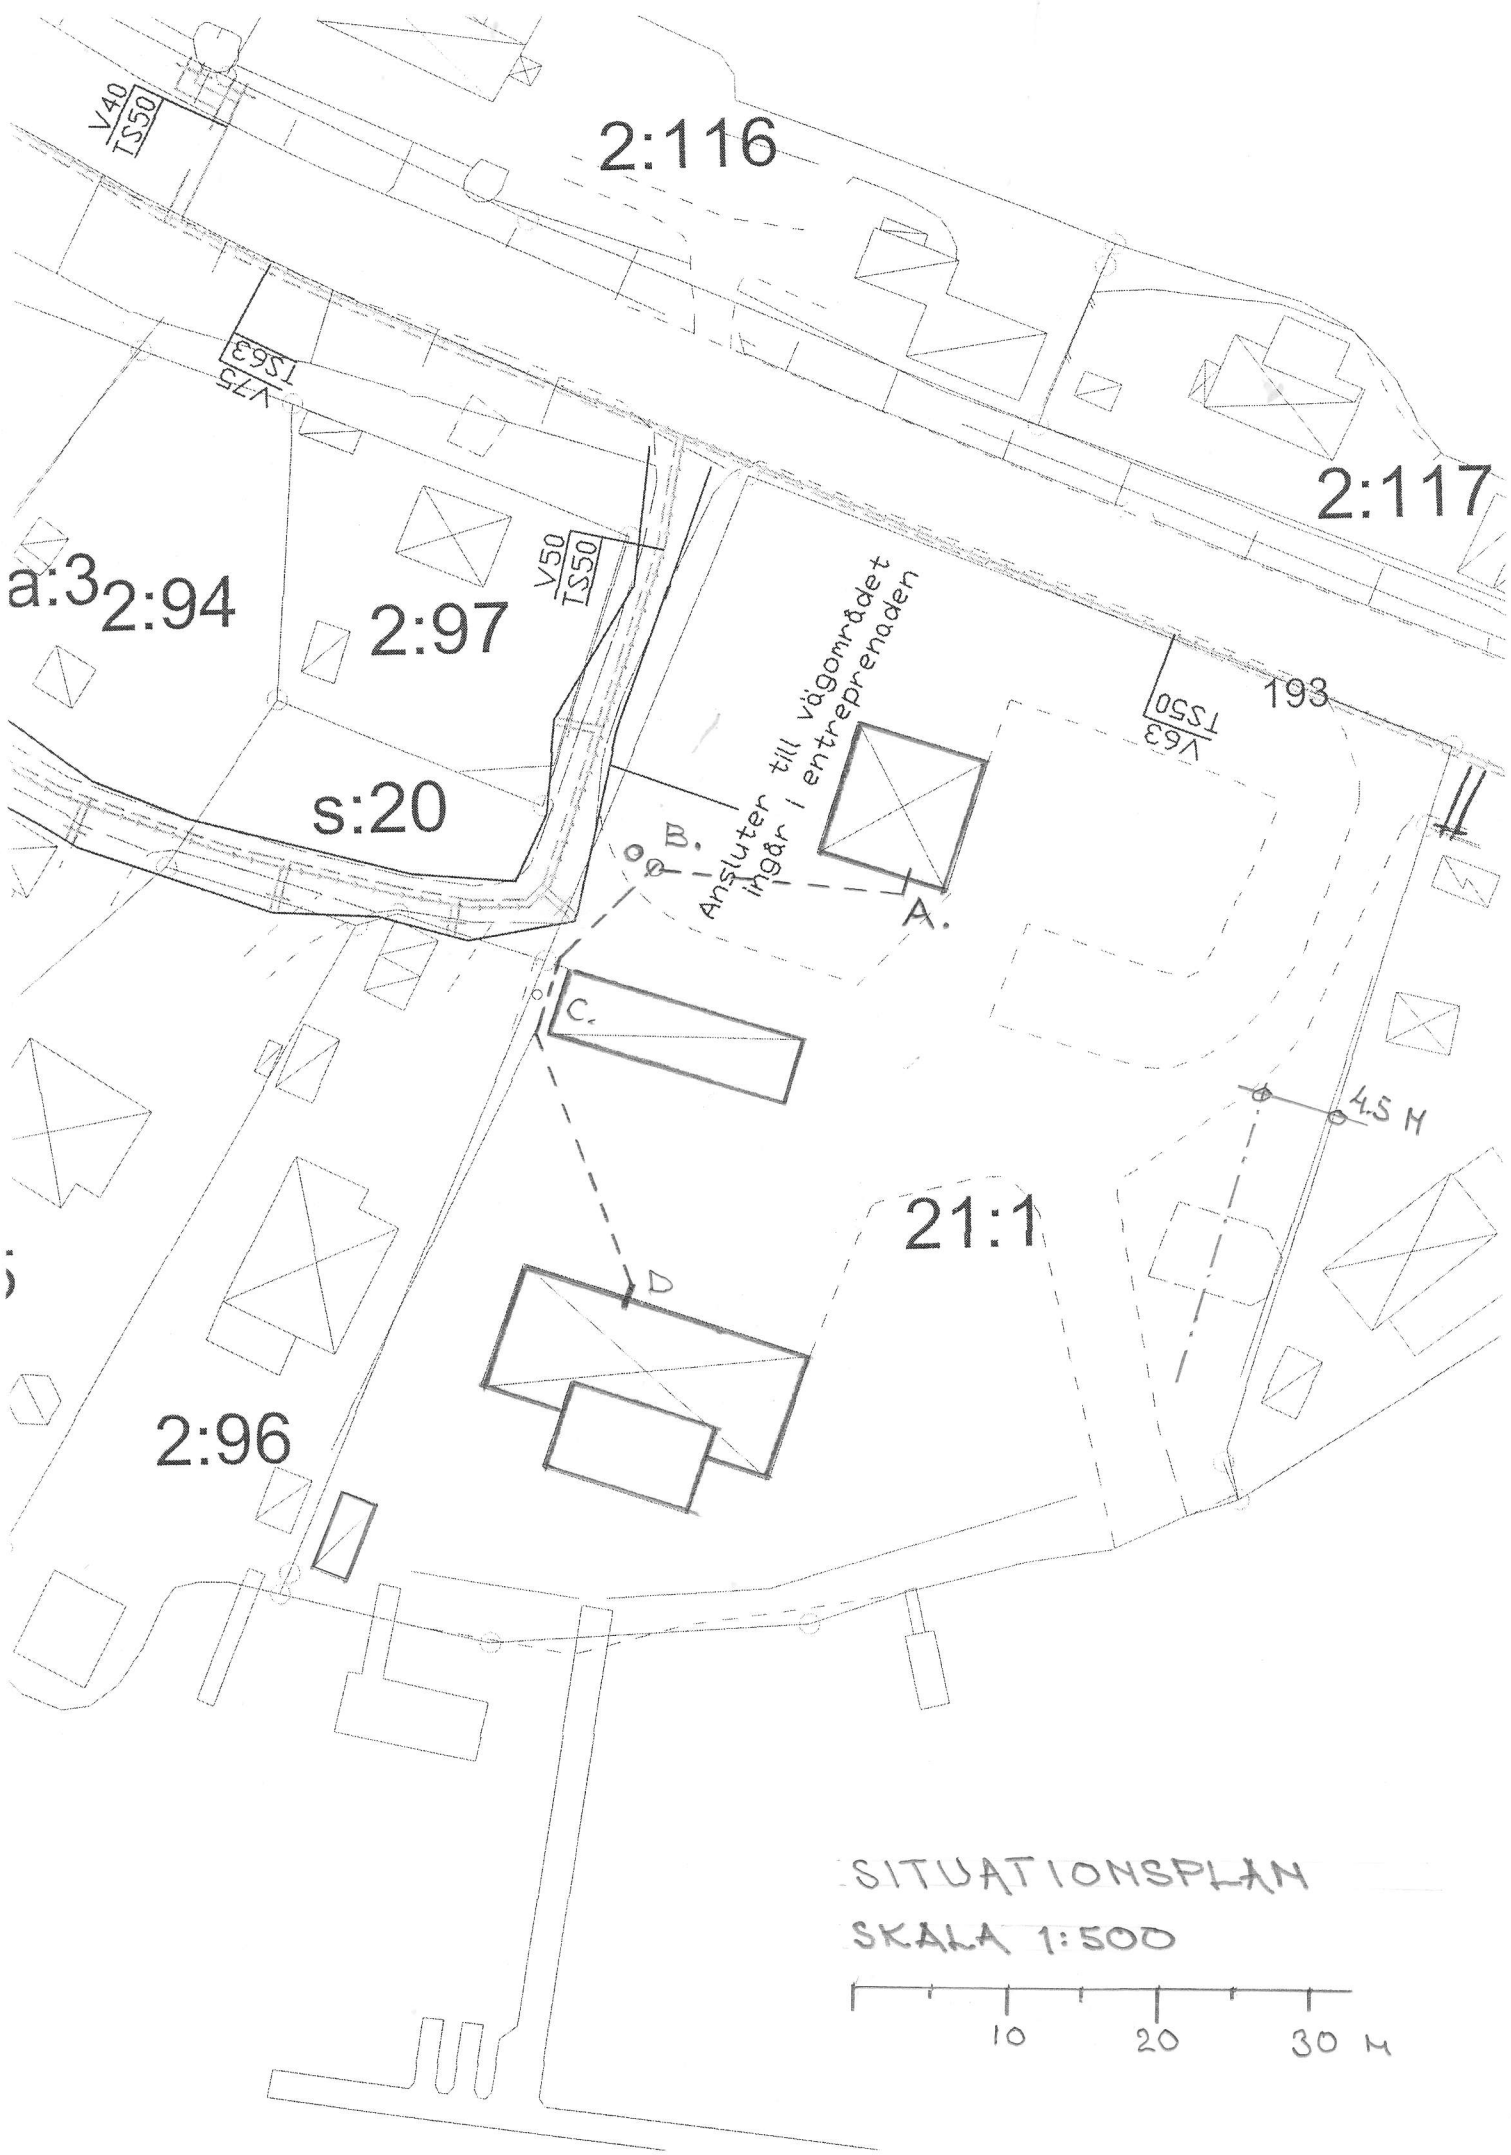 V40
TS50
2:116
TS63
V75
2:117
V50
TS50
a:3
2:94
2:97
Ansluter till vägområdet
ingår i entreprenaden
193
TS50
V63
s:20
B.
A.
C.
4.5 M
21:1
D
2:96
SITUATIONSPLAN
SKALA 1:500
10 20 30 M